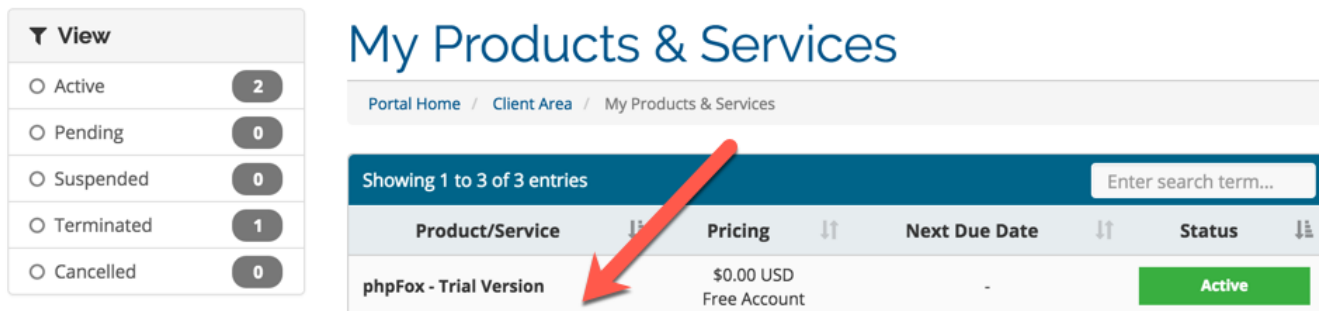 View
Active 2
Pending 0
Suspended 0
Terminated 1
Cancelled 0
My Products & Services
Portal Home / Client Area / My Products & Services
Showing 1 to 3 of 3 entries
Enter search term...
Product/Service Pricing Next Due Date Status
phpFox - Trial Version $0.00 USD - Active
Free Account